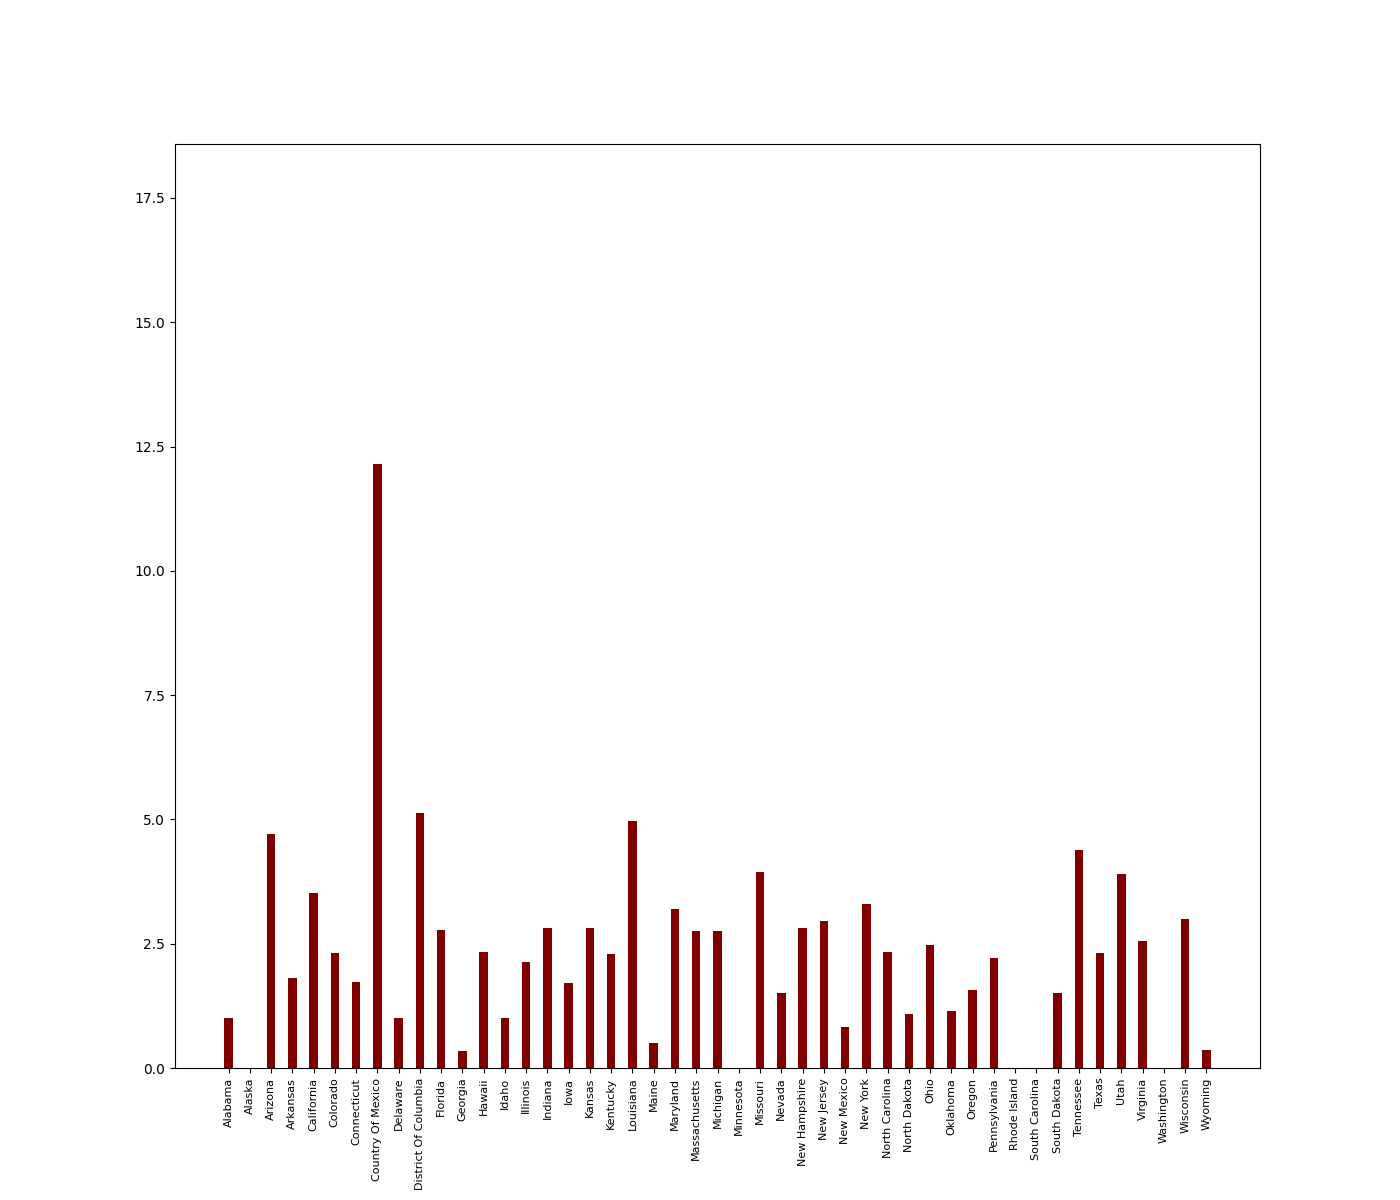 17.5
15.0
12.5
10.0
7.5
5.0
2.5
0.0
Alabama
Alaska
Arizona
Arkansas
California
Colorado
Connecticut
Country Of Mexico
Delaware
District Of Columbia
Florida
Georgia
Hawaii
Idaho
Illinois
Indiana
Iowa
Kansas
Kentucky
Louisiana
Maine
Maryland
Massachusetts
Michigan
Minnesota
Missouri
Nevada
New Hampshire
New Jersey
New Mexico
New York
North Carolina
North Dakota
Ohio
Oklahoma
Oregon
Pennsylvania
Rhode Island
South Carolina
South Dakota
Tennessee
Texas
Utah
Virginia
Washington
Wisconsin
Wyoming